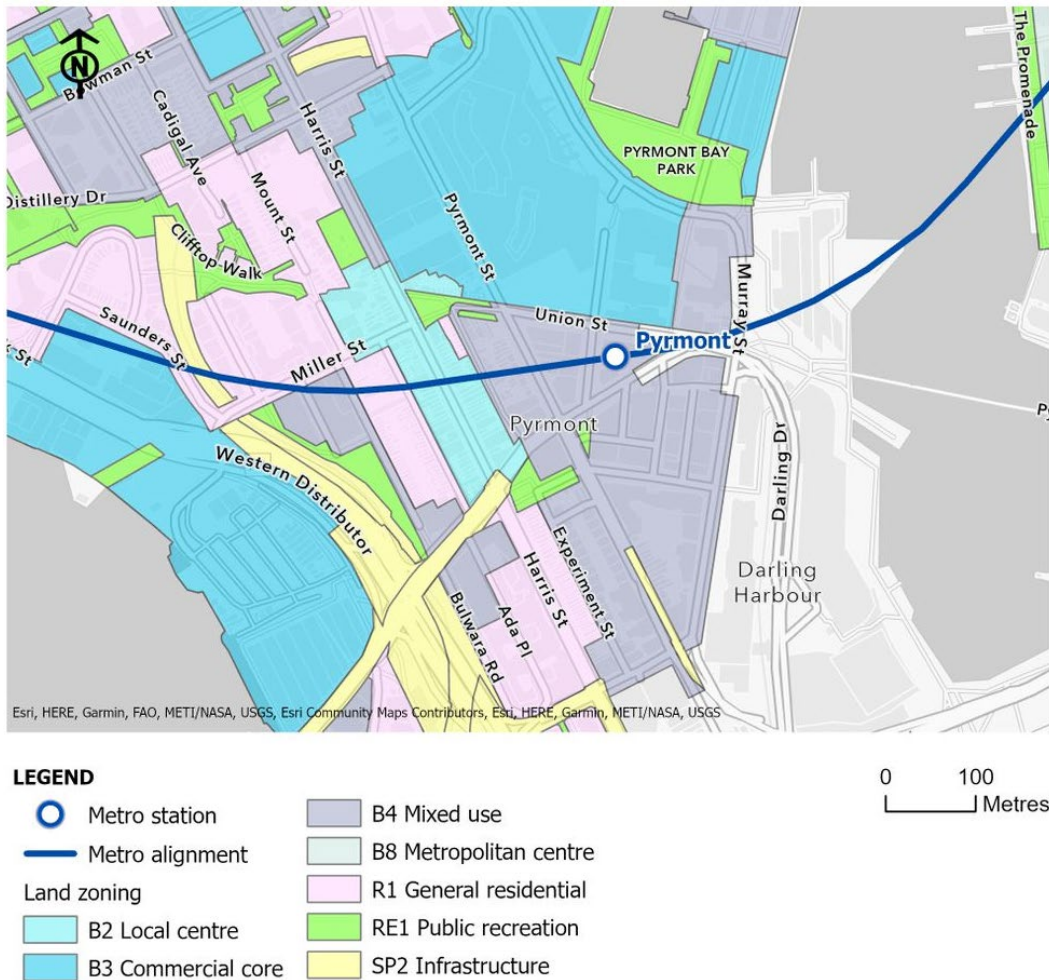 N
Bowman St
Cadigal Ave
Harris St
The Promenade
PYRMONT BAY
PARK
Distillery Dr
Mount St
Pyrmont St
Clifftop Walk
Murray St
Saunders St
Union St
Pyrmont
Miller St
Pyrmont
Western Distributor
Darling Dr
Experiment St
Harris St
Darling
Harbour
Ada Pl
Bulwara Rd
Esri, HERE, Garmin, FAO, METI/NASA, USGS, Esri Community Maps Contributors, Esri, HERE, Garmin, METI/NASA, USGS
LEGEND
Metro station
Metro alignment
Land zoning
B2 Local centre
B3 Commercial core
B4 Mixed use
B8 Metropolitan centre
R1 General residential
RE1 Public recreation
SP2 Infrastructure
0 100
Metres